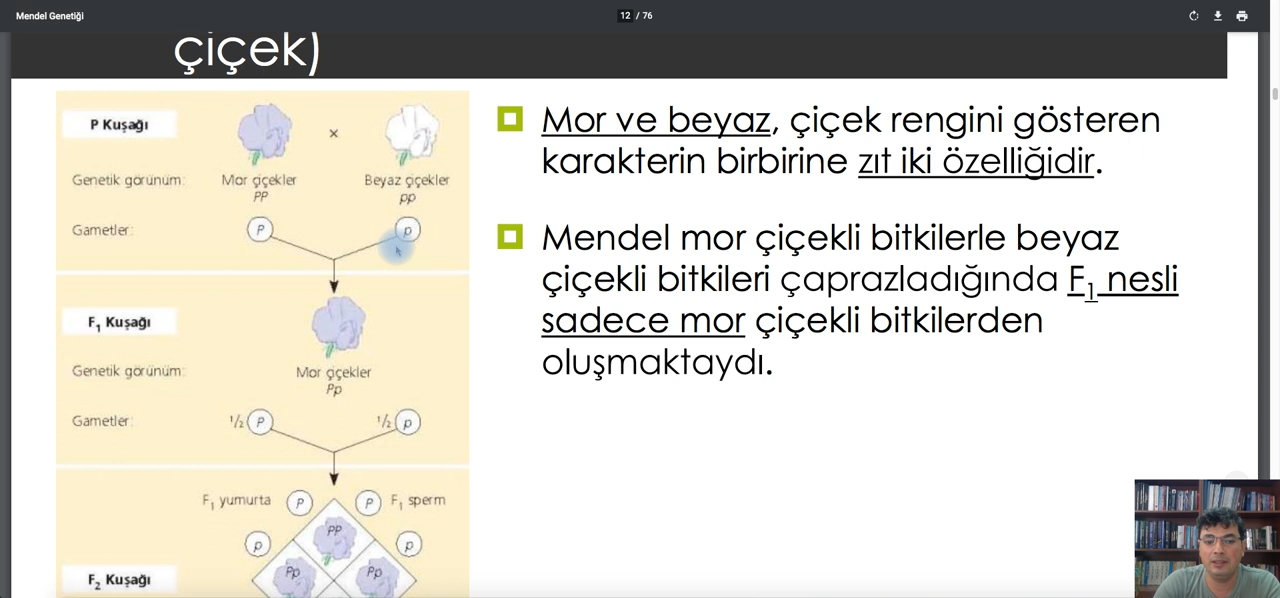 Mendel Genetiği
12 / 76
çiçek)
P Kuşağı
×
Genetik görünüm:
Mor çiçekler
PP
Beyaz çiçekler
pp
Gametler:
P
p
F1 Kuşağı
Genetik görünüm:
Mor çiçekler
Pp
Gametler:
1/2 P
1/2 p
F1 yumurta
P
P
F1 sperm
p
PP
p
Pp
Pp
F2 Kuşağı
Mor ve beyaz, çiçek rengini gösteren
karakterin birbirine zıt iki özelliğidir.
Mendel mor çiçekli bitkilerle beyaz
çiçekli bitkileri çaprazladığında F1 nesli
sadece mor çiçekli bitkilerden
oluşmaktaydı.